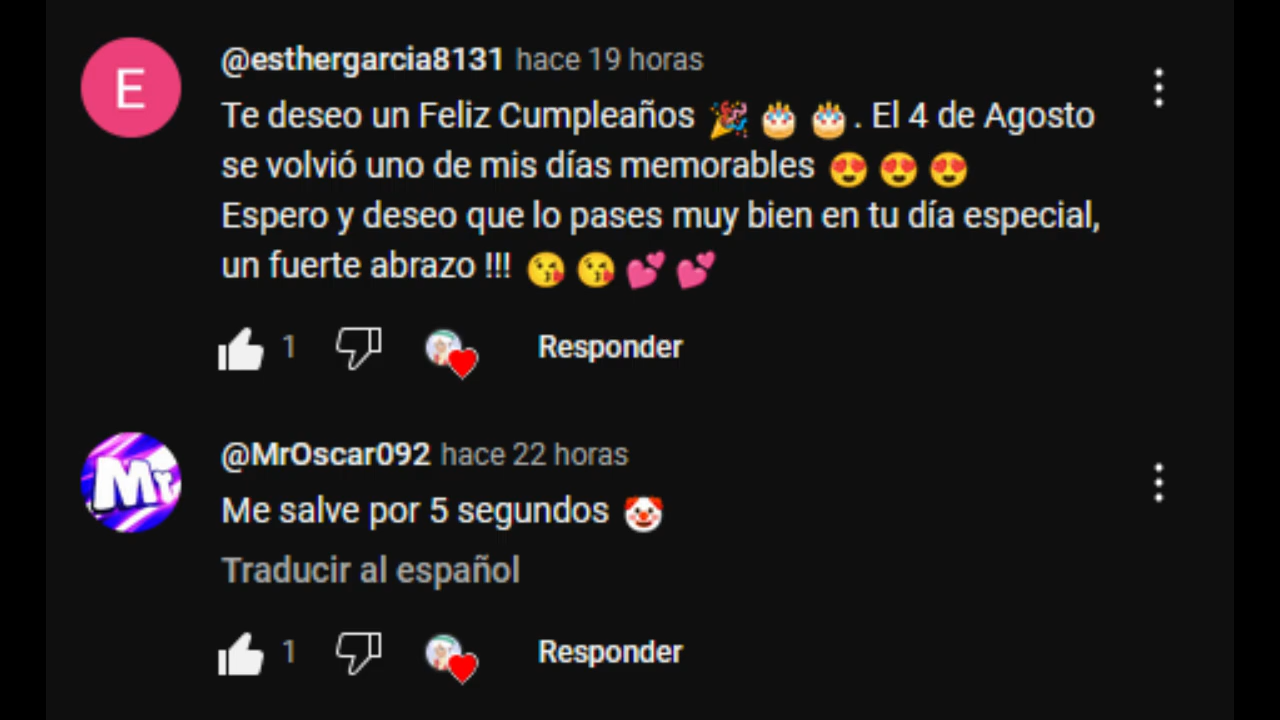 E
@esthergarcia8131 hace 19 horas
Te deseo un Feliz Cumpleaños 🎉 🎂 🎂 . El 4 de Agosto
se volvió uno de mis días memorables 😍 😍 😍
Espero y deseo que lo pases muy bien en tu día especial,
un fuerte abrazo !!! 😘 😘 💕 💕
1 Responder
Mr
@MrOscar092 hace 22 horas
Me salve por 5 segundos 🤡
Traducir al español
1 Responder